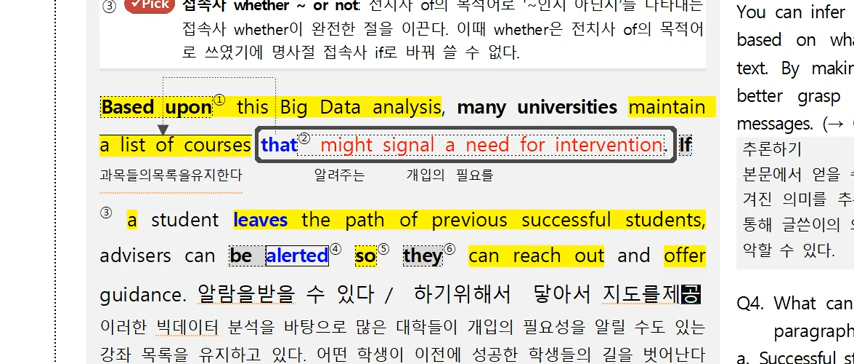 ③ ✓Pick 접속사 whether ~ or not: 전치사 of의 목적어로 '~인지 아닌지'를 나타내는
접속사 whether이 완전한 절을 이끈다. 이때 whether은 전치사 of의 목적어
로 쓰였기에 명사절 접속사 if로 바꿔 쓸 수 없다.
Based upon① this Big Data analysis, many universities maintain
a list of courses that② might signal a need for intervention. If
과목들의목록을유지한다 알려주는 개입의 필요를
③ a student leaves the path of previous successful students,
advisers can be alerted④ so⑤ they⑥ can reach out and offer
guidance. 알람을받을 수 있다 / 하기위해서 닿아서 지도를제공
이러한 빅데이터 분석을 바탕으로 많은 대학들이 개입의 필요성을 알릴 수도 있는
강좌 목록을 유지하고 있다. 어떤 학생이 이전에 성공한 학생들의 길을 벗어난다
You can infer
based on wha
text. By makin
better grasp
messages. (→
추론하기
본문에서 얻을
겨진 의미를 추
통해 글쓴이의
악할 수 있다.
Q4. What can
paragraph
a. Successful st